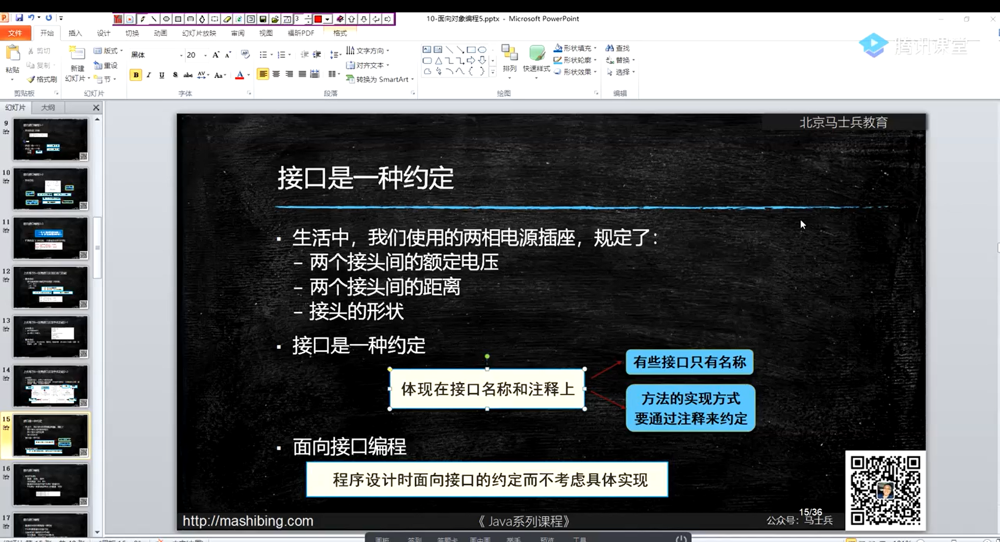 10-面向对象编程5.pptx - Microsoft PowerPoint
文件 开始 插入 设计 切换 动画 幻灯片放映 审阅 视图 福昕PDF 格式
腾讯课堂
剪切
复制
格式刷
粘贴
剪贴板
新建
幻灯片
版式
重设
节
幻灯片
黑体 20
字体
文字方向
对齐文本
转换为 SmartArt
段落
排列
快速样式
形状填充
形状轮廓
形状效果
绘图
查找
替换
选择
编辑
幻灯片 大纲
9
10
11
12
13
14
15
16
17
北京马士兵教育
接口是一种约定
生活中，我们使用的两相电源插座，规定了：
– 两个接头间的额定电压
– 两个接头间的距离
– 接头的形状
接口是一种约定
体现在接口名称和注释上
有些接口只有名称
方法的实现方式
要通过注释来约定
面向接口编程
程序设计时面向接口的约定而不考虑具体实现
15/36
http://mashibing.com
《 Java系列课程》
公众号：马士兵